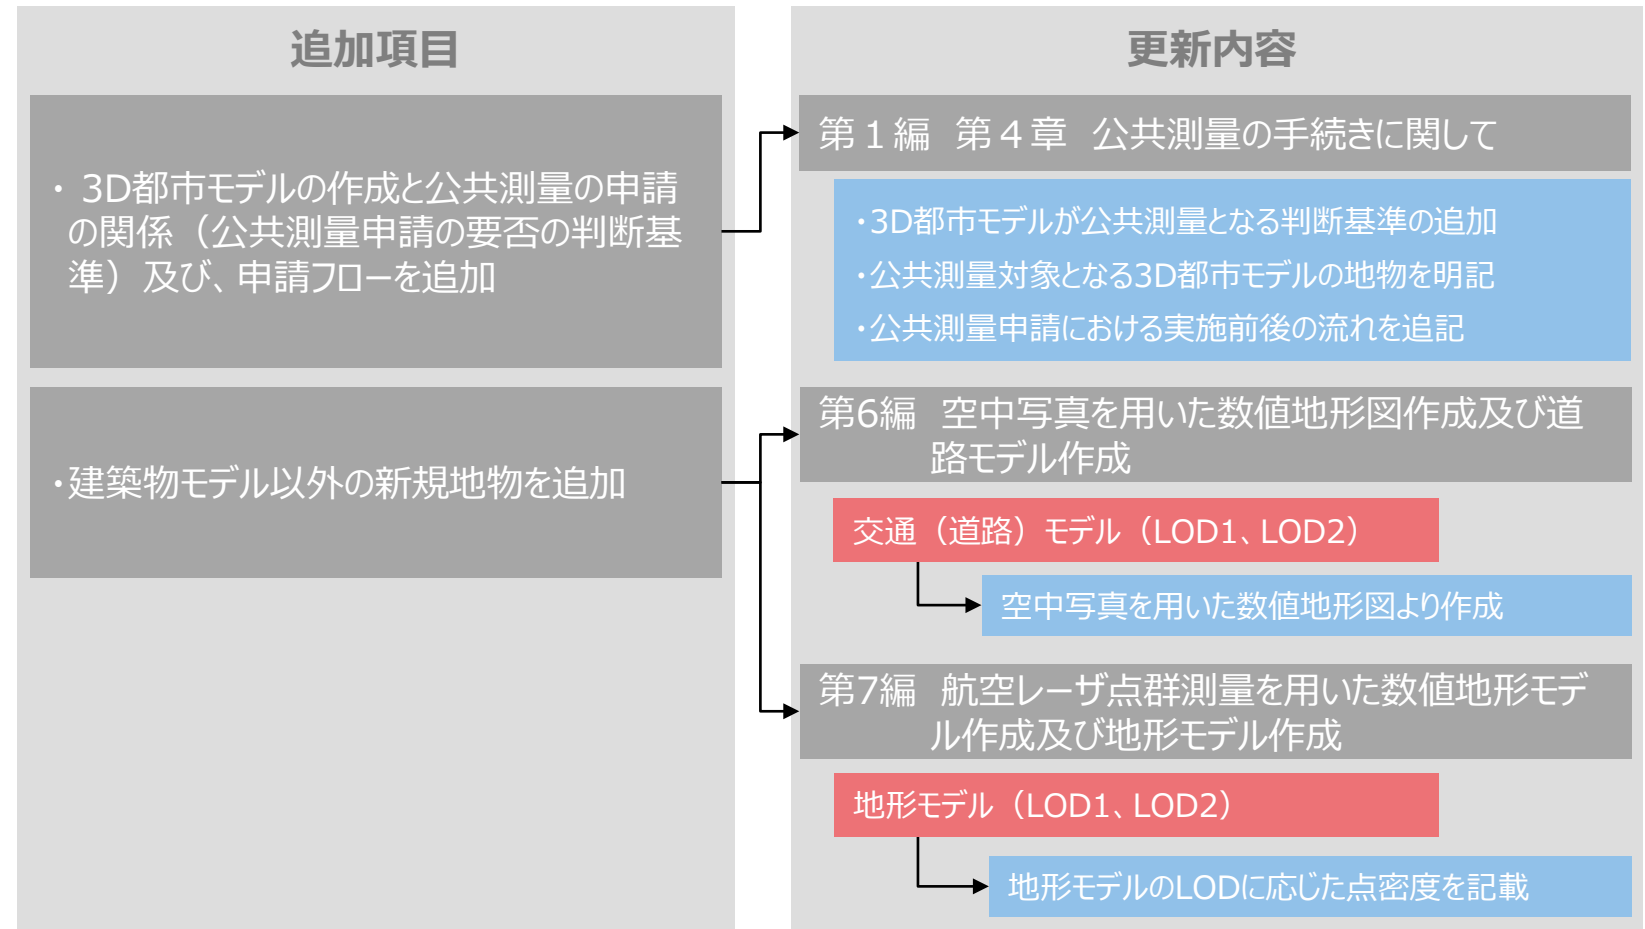 追加項目
・ 3D都市モデルの作成と公共測量の申請
の関係（公共測量申請の要否の判断基
準）及び、申請フローを追加
・建築物モデル以外の新規地物を追加
更新内容
第１編　第４章　公共測量の手続きに関して
・3D都市モデルが公共測量となる判断基準の追加
・公共測量対象となる3D都市モデルの地物を明記
・公共測量申請における実施前後の流れを追記
第6編　空中写真を用いた数値地形図作成及び道
路モデル作成
交通（道路）モデル（LOD1、LOD2）
空中写真を用いた数値地形図より作成
第7編　航空レーザ点群測量を用いた数値地形モデ
ル作成及び地形モデル作成
地形モデル（LOD1、LOD2）
地形モデルのLODに応じた点密度を記載